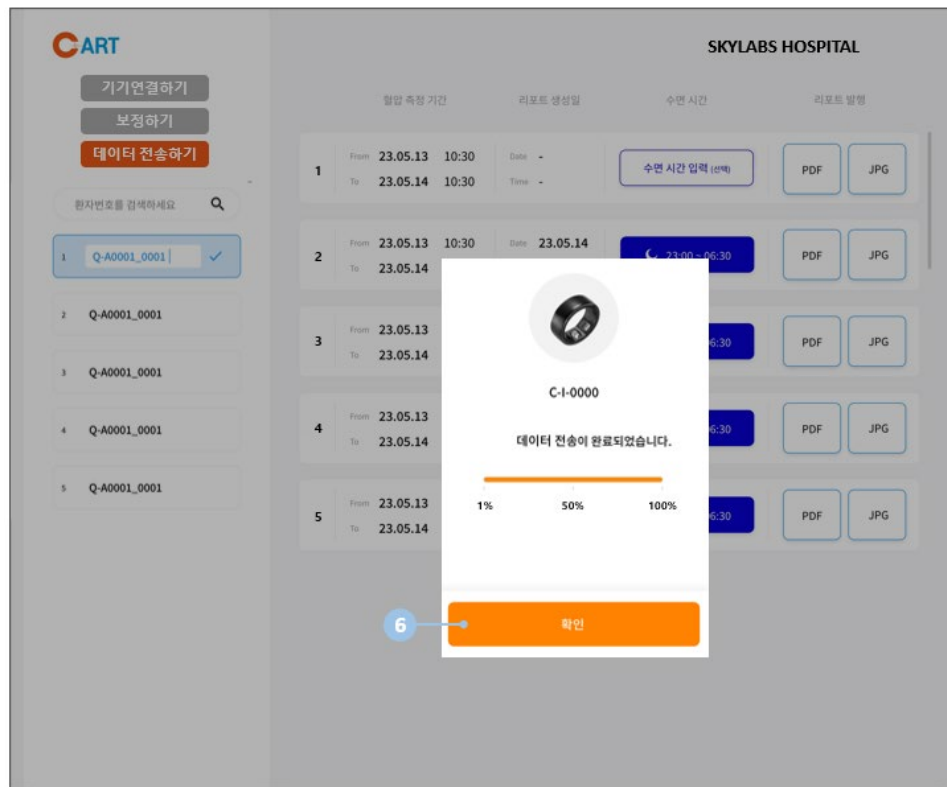 CART
SKYLABS HOSPITAL
기기연결하기
보정하기
데이터 전송하기
환자번호를 검색하세요
1 Q-A0001_0001
2 Q-A0001_0001
3 Q-A0001_0001
4 Q-A0001_0001
5 Q-A0001_0001
혈압 측정 기간 리포트 생성일 수면 시간 리포트 발행
1 From 23.05.13 10:30 Date - 수면 시간 입력 (선택) PDF JPG
To 23.05.14 10:30 Time -
2 From 23.05.13 10:30 Date 23.05.14 23:00 ~ 06:30 PDF JPG
To 23.05.14
3 From 23.05.13 6:30 PDF JPG
To 23.05.14
4 From 23.05.13 06:30 PDF JPG
To 23.05.14
5 From 23.05.13 6:30 PDF JPG
To 23.05.14
C-I-0000
데이터 전송이 완료되었습니다.
1% 50% 100%
6 확인